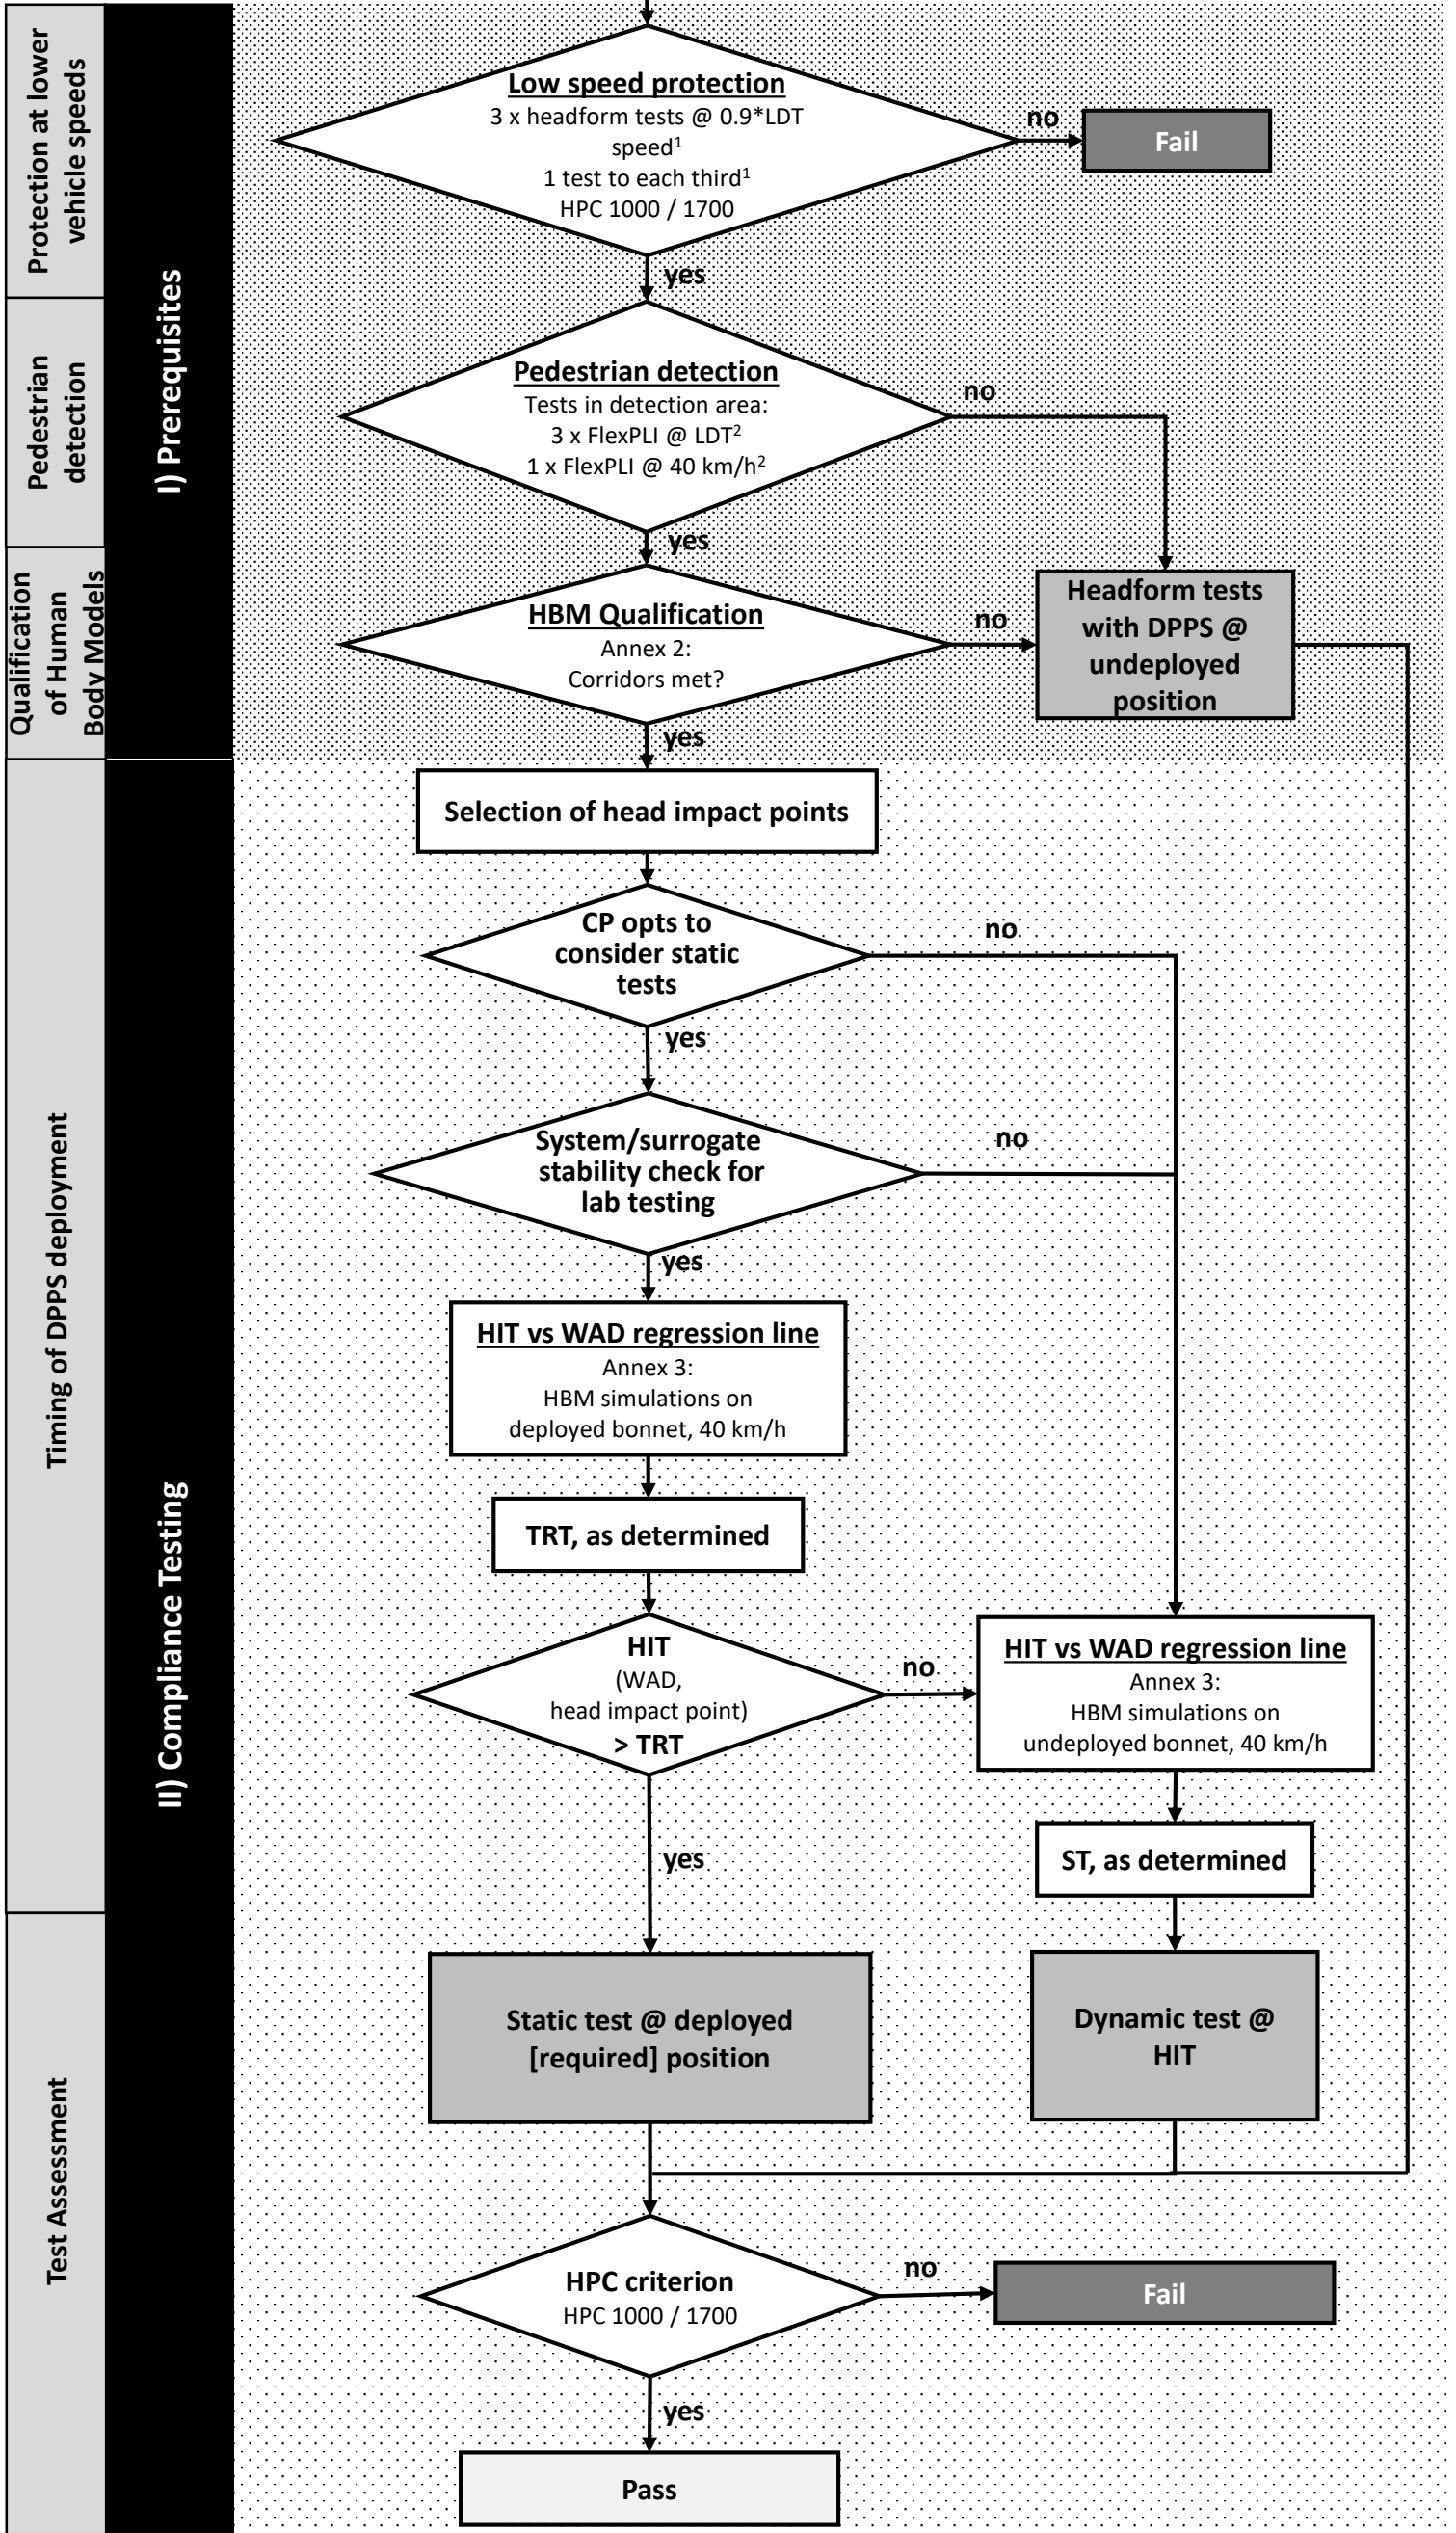 Protection at lower
vehicle speeds
Pedestrian
detection
Qualification
of Human
Body Models
I) Prerequisites
Low speed protection
3 x headform tests @ 0.9*LDT
speed¹
1 test to each third¹
HPC 1000 / 1700
no
Fail
yes
Pedestrian detection
Tests in detection area:
3 x FlexPLI @ LDT²
1 x FlexPLI @ 40 km/h²
no
yes
HBM Qualification
Annex 2:
Corridors met?
no
Headform tests
with DPPS @
undeployed
position
yes
Timing of DPPS deployment
Test Assessment
II) Compliance Testing
Selection of head impact points
CP opts to
consider static
tests
no
yes
System/surrogate
stability check for
lab testing
no
yes
HIT vs WAD regression line
Annex 3:
HBM simulations on
deployed bonnet, 40 km/h
TRT, as determined
HIT
(WAD,
head impact point)
> TRT
no
HIT vs WAD regression line
Annex 3:
HBM simulations on
undeployed bonnet, 40 km/h
ST, as determined
yes
Static test @ deployed
[required] position
Dynamic test @
HIT
HPC criterion
HPC 1000 / 1700
no
Fail
yes
Pass